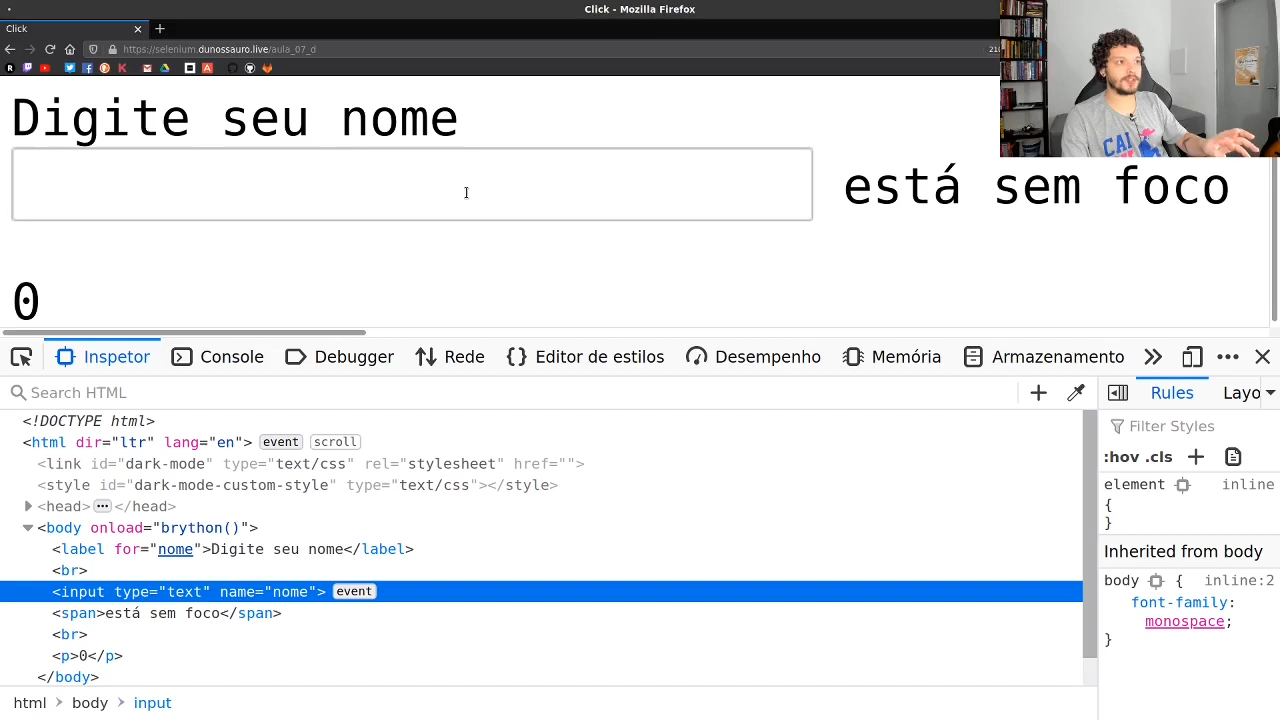 Click - Mozilla Firefox
Click
https://selenium.dunossauro.live/aula_07_d
210
Digite seu nome
está sem foco
CAI
0
Inspetor
Console
Debugger
Rede
Editor de estilos
Desempenho
Memória
Armazenamento
Search HTML
Rules
Layo
<!DOCTYPE html>
<html dir="ltr" lang="en"> event scroll
<link id="dark-mode" type="text/css" rel="stylesheet" href="">
<style id="dark-mode-custom-style" type="text/css"></style>
<head> ••• </head>
<body onload="brython()">
<label for="nome">Digite seu nome</label>
<br>
<input type="text" name="nome"> event
<span>está sem foco</span>
<br>
<p>0</p>
</body>
html > body > input
Filter Styles
:hov .cls +
element inline
{
}
Inherited from body
body { inline:2
font-family:
monospace;
}